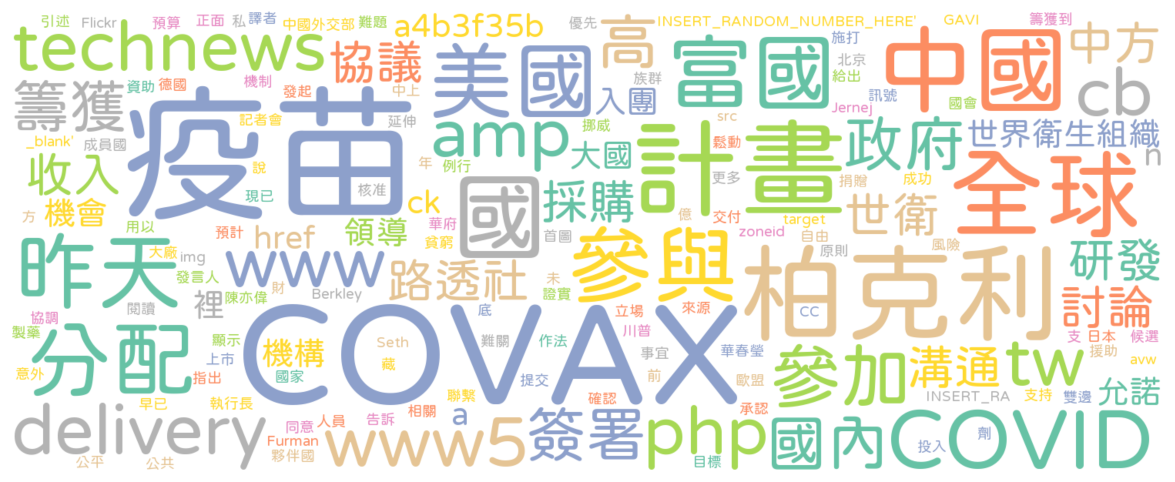 引述 Flickr 預算 正面 私 譯者 中國外交部 難題 a4b3f35b 優先 INSERT_RANDOM_NUMBER_HERE' GAVI 籌獲到
technews 協議 美國 高 富國 中國 中方
施打 北京 給出 族群 訊號 國會 Jernej
籌獲 資助 德國 機制 發起 中上 記者會 延伸 入團 cb
_blank' 成員國 疫苗 amp 挪威 大國 計畫 src 鬆動 政府 世界衛生組織 n
收入 說 年 例行 核准 現已 更多 捐贈 成功 全球
機會 方 用以 預計 華府 ck 貧窮 國 採購 億 交付 target 世衛
昨天 大廠 img href 領導 首圖 zoneid 自由 原則 風險 研發
發言人 財 www 路透社 未 證實 參與 柏克利
陳亦偉 閱讀 Berkley 裡 底 立場 來源 CC 討論
協調 製藥 分配 顯示 上市 指出 機構 國家 COVAX Seth 藏 難關 作法 川普 事宜 前 華春瑩 支 日本 候選
意外 早已 執行長 提交 聯繫 歐盟 參加 溝通 tw 援助 avw
delivery 同意 人員 告訴 相關 a 確認 承認 INSERT_RA 支持 雙邊 允諾
Furman 夥伴國 www5 簽署 php 國內 COVID
公平 公共 目標 投入 劑